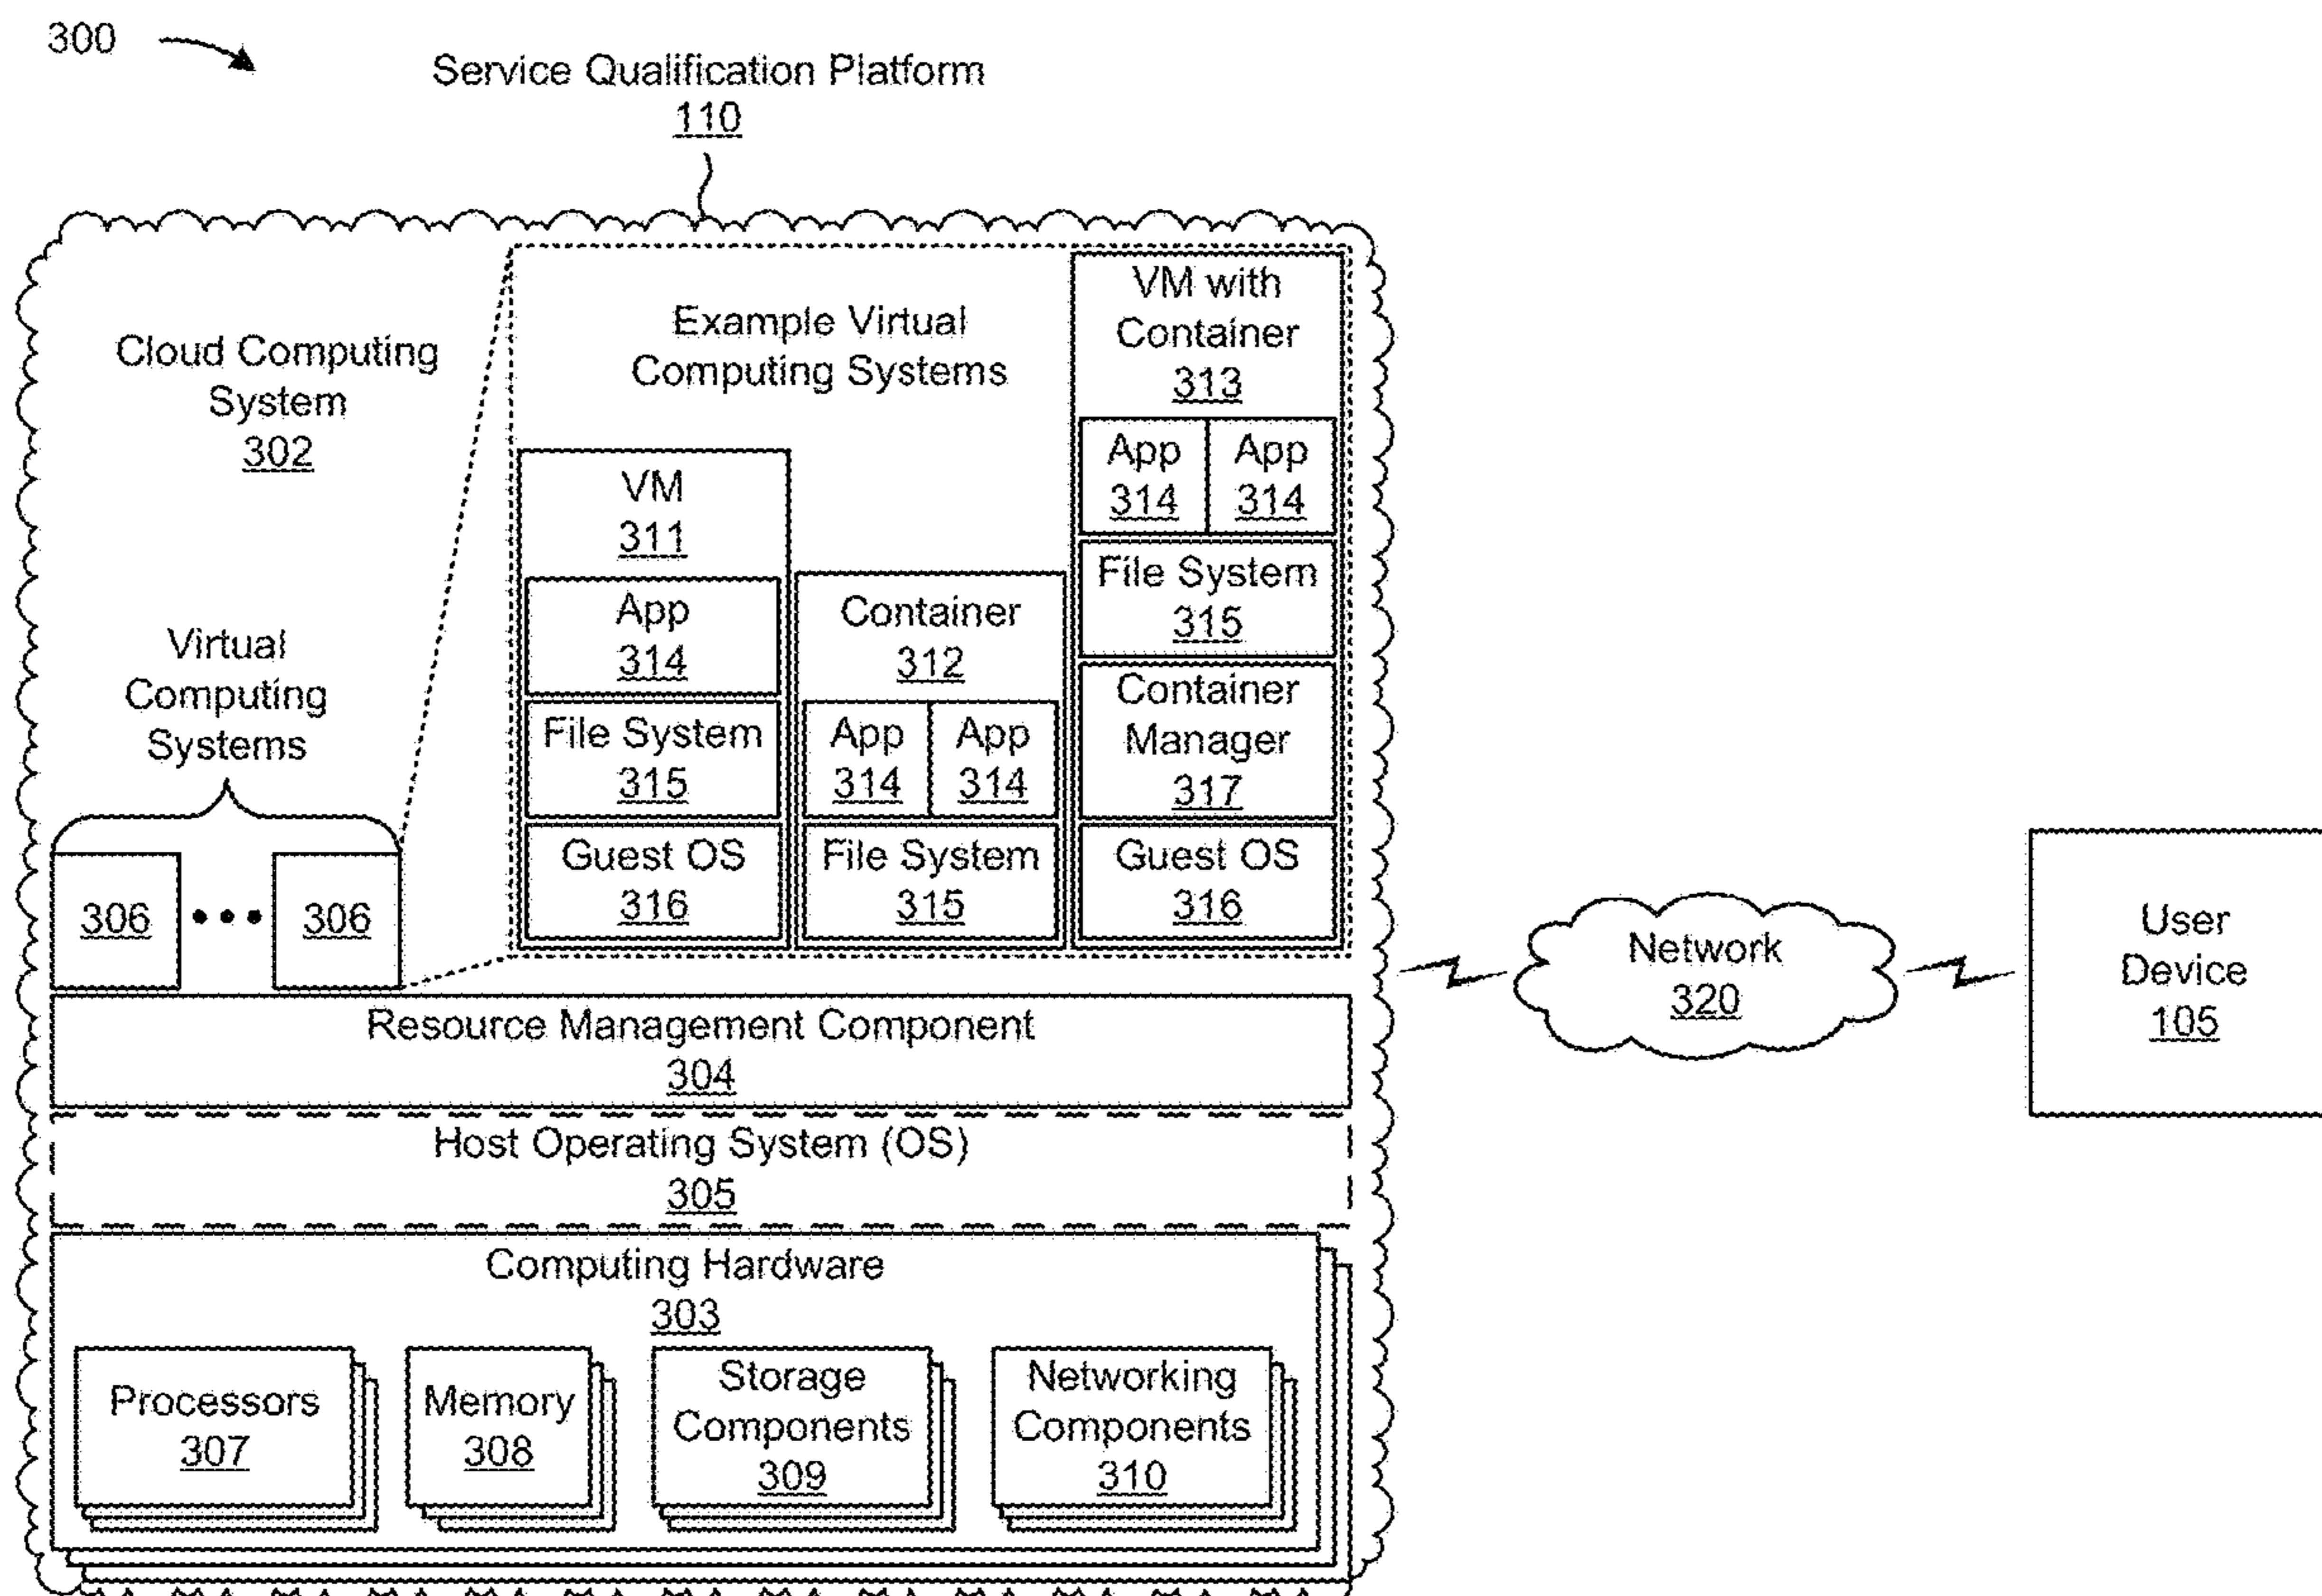 300
Service Qualification Platform
110
Cloud Computing
System
302
Example Virtual
Computing Systems
VM with
Container
313
App
314
App
314
File System
315
Container
Manager
317
Guest OS
316
VM
311
App
314
File System
315
Guest OS
316
Container
312
App
314
App
314
File System
315
Virtual
Computing
Systems
306
306
Resource Management Component
304
Host Operating System (OS)
305
Computing Hardware
303
Processors
307
Memory
308
Storage
Components
309
Networking
Components
310
Network
320
User
Device
105